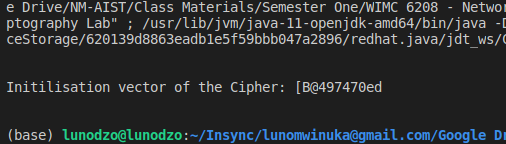 e Drive/NM-AIST/Class Materials/Semester One/WIMC 6208 - Netwo
ptography Lab" ; /usr/lib/jvm/java-11-openjdk-amd64/bin/java -D
ceStorage/620139d8863eadb1e5f59bbb047a2896/redhat.java/jdt_ws/C
Initilisation vector of the Cipher: [B@497470ed
(base) lunodzo@lunodzo:~/Insync/lunomwinuka@gmail.com/Google Dr